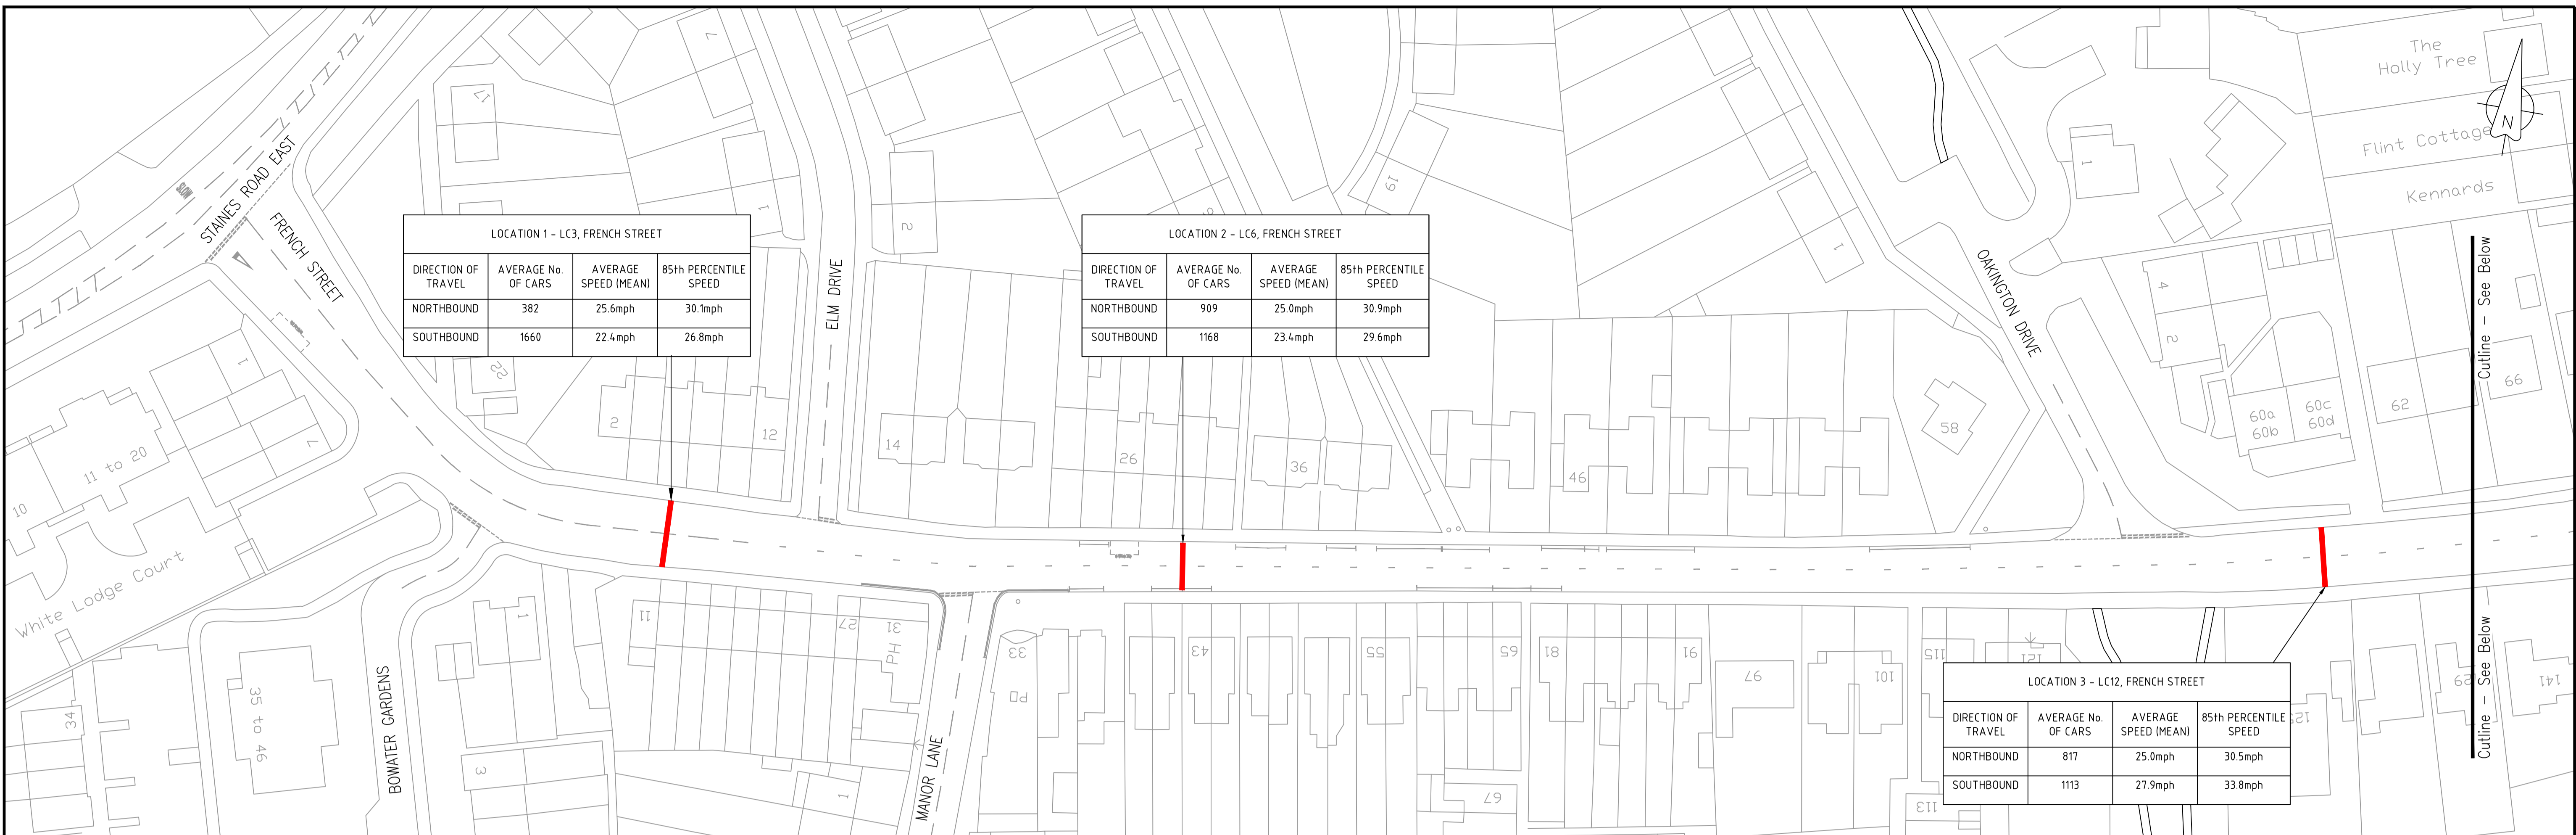 The
Holly Tree
N
Flint Cottage
Kennards
SLOW
STAINES ROAD EAST
FRENCH STREET
17
7
1
2
19
1
1
LOCATION 1 - LC3, FRENCH STREET
DIRECTION OF TRAVEL
AVERAGE No. OF CARS
AVERAGE SPEED (MEAN)
85th PERCENTILE SPEED
NORTHBOUND 382 25.6mph 30.1mph
SOUTHBOUND 1660 22.4mph 26.8mph
ELM DRIVE
LOCATION 2 - LC6, FRENCH STREET
DIRECTION OF TRAVEL
AVERAGE No. OF CARS
AVERAGE SPEED (MEAN)
85th PERCENTILE SPEED
NORTHBOUND 909 25.0mph 30.9mph
SOUTHBOUND 1168 23.4mph 29.6mph
OAKINGTON DRIVE
Cutline - See Below
4
2
60a
60b
60c
60d
62
66
1
7
22
2
12
14
26
36
46
58
10
11 to 20
White Lodge Court
34
35 to 46
BOWATER GARDENS
1
3
11
27
31
PH
1
MANOR LANE
33
PO
43
55
65
67
81
91
97
101
115
121
113
LOCATION 3 - LC12, FRENCH STREET
DIRECTION OF TRAVEL
AVERAGE No. OF CARS
AVERAGE SPEED (MEAN)
85th PERCENTILE SPEED
NORTHBOUND 817 25.0mph 30.5mph
SOUTHBOUND 1113 27.9mph 33.8mph
141
Cutline - See Below